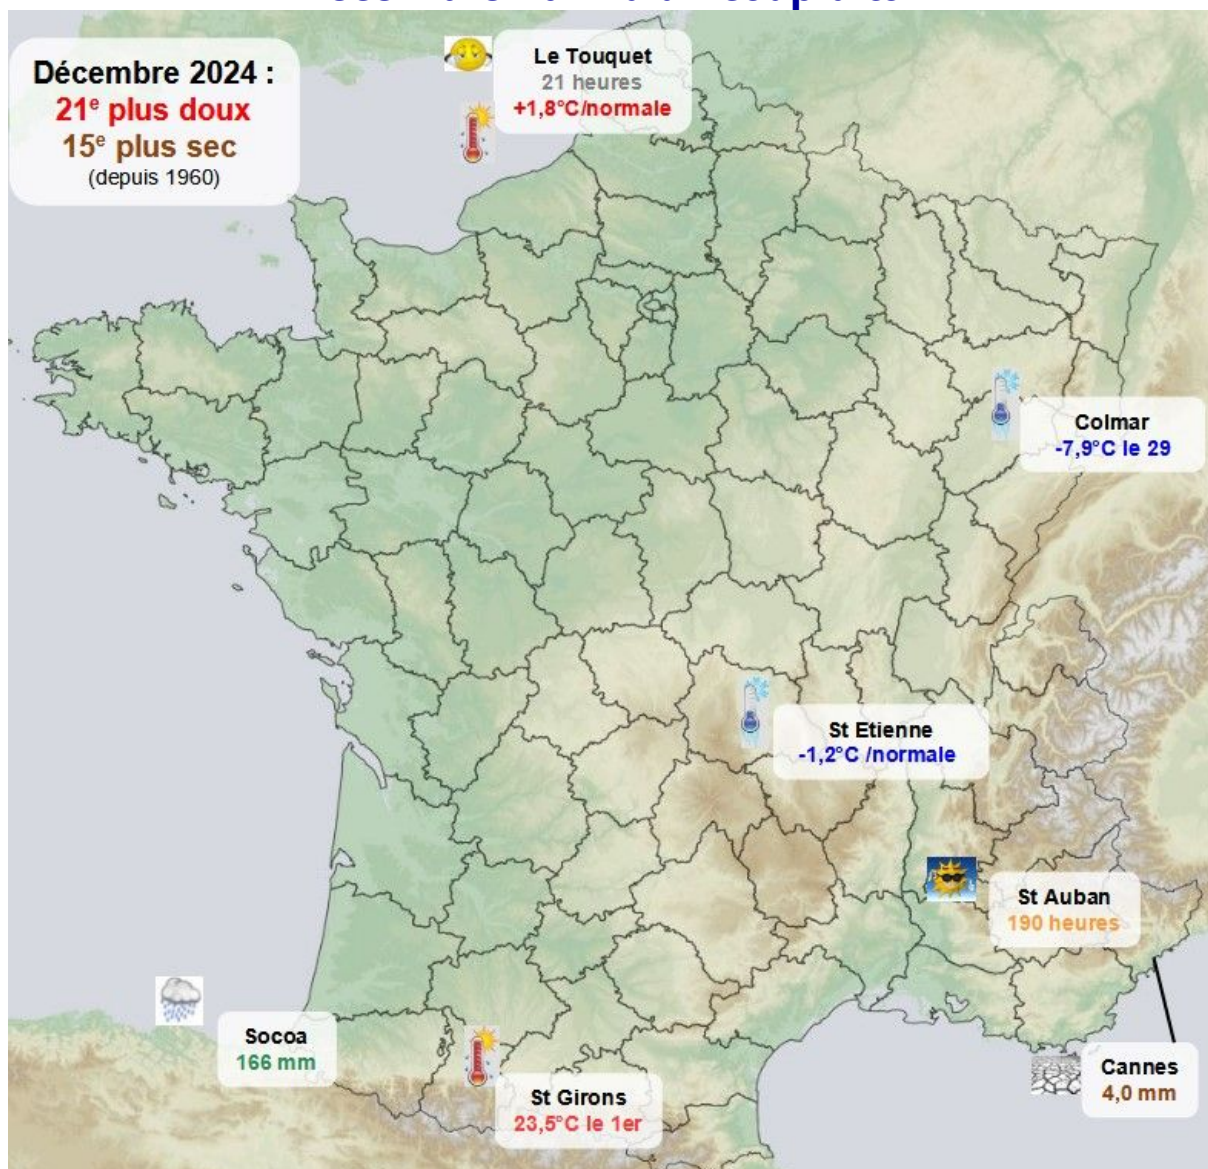 Décembre 2024 :
21e plus doux
15e plus sec
(depuis 1960)
Le Touquet
21 heures
+1,8°C/normale
Colmar
-7,9°C le 29
St Etienne
-1,2°C /normale
St Auban
190 heures
Socoa
166 mm
St Girons
23,5°C le 1er
Cannes
4,0 mm